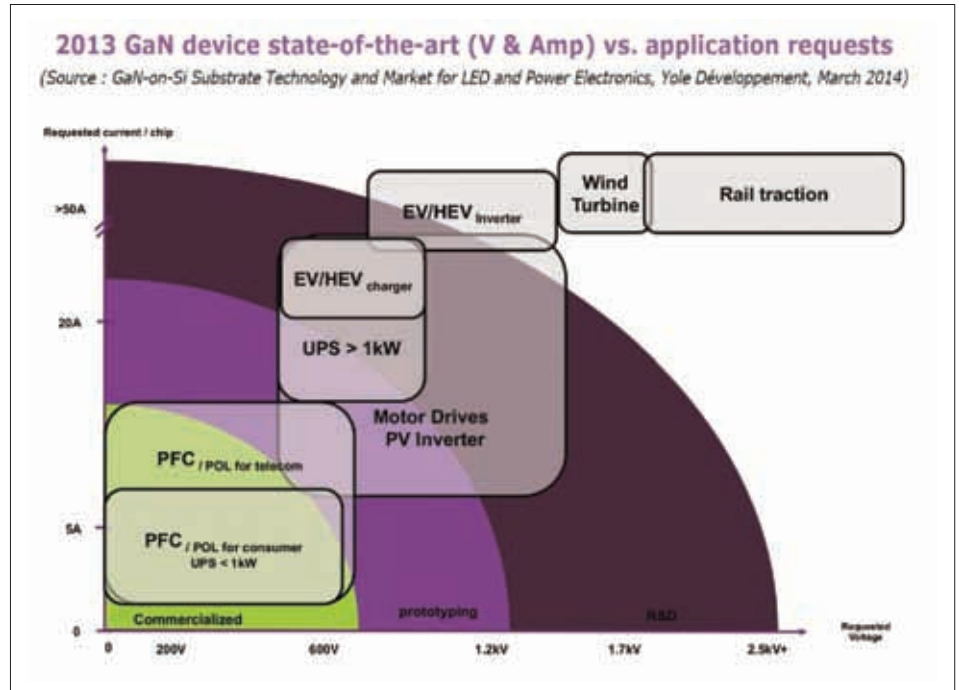 2013 GaN device state-of-the-art (V & Amp) vs. application requests
(Source : GaN-on-Si Substrate Technology and Market for LED and Power Electronics, Yole Développement, March 2014)
Requested current / chip
>50A
EV/HEV Inverter
Wind
Turbine
Rail traction
EV/HEV charger
20A
UPS > 1kW
Motor Drives
PV Inverter
PFC / POL for telecom
5A
PFC / POL for consumer
UPS < 1kW
Commercialized
prototyping
R&D
0
Requested
Voltage
0 200V 600V 1.2kV 1.7kV 2.5kV+